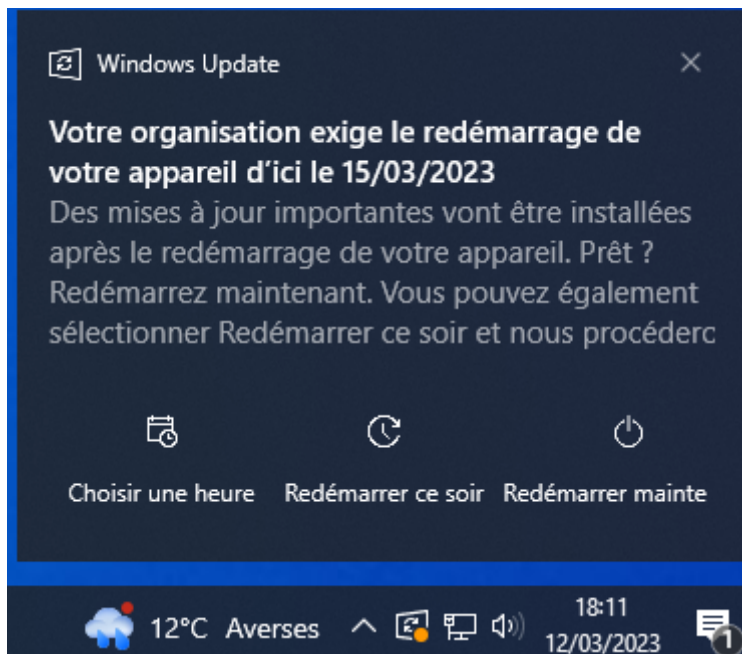 Windows Update
Votre organisation exige le redémarrage de
votre appareil d'ici le 15/03/2023
Des mises à jour importantes vont être installées
après le redémarrage de votre appareil. Prêt ?
Redémarrez maintenant. Vous pouvez également
sélectionner Redémarrer ce soir et nous procéderc
Choisir une heure Redémarrer ce soir Redémarrer mainte
12°C Averses 18:11
12/03/2023
1